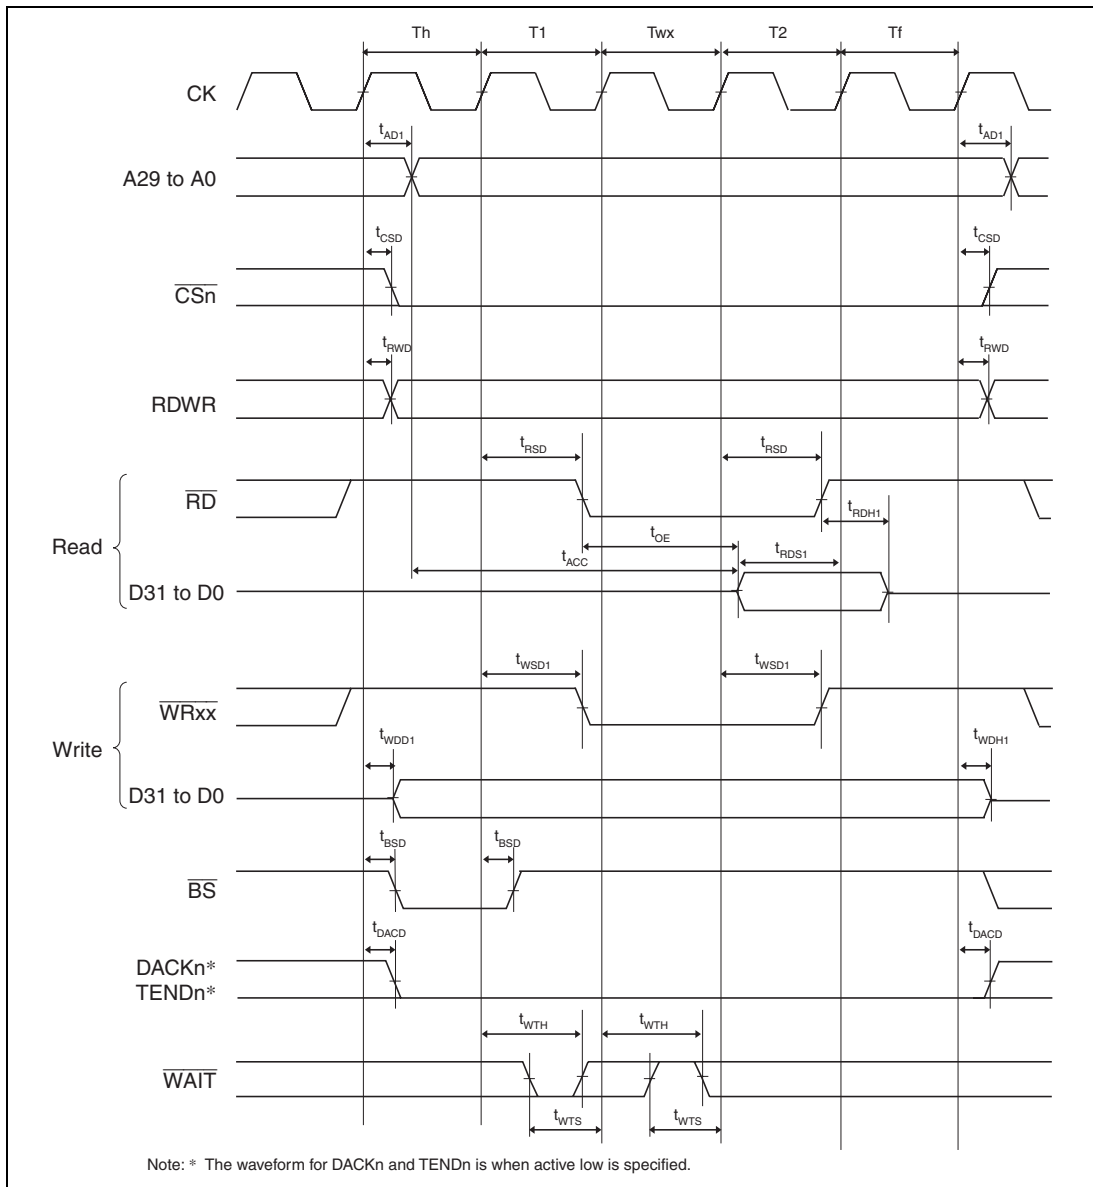 Th T1 Twx T2 Tf
CK
tAD1 tAD1
A29 to A0
tCSD tCSD
CSn
tRWD tRWD
RDWR
tRSD tRSD
RD
tRDH1
Read
tOE
tACC tRDS1
D31 to D0
tWSD1 tWSD1
WRxx
Write
tWDD1 tWDH1
D31 to D0
tBSD tBSD
BS
tDACD tDACD
DACKn*
TENDn*
tWTH tWTH
WAIT
tWTS tWTS
Note: * The waveform for DACKn and TENDn is when active low is specified.